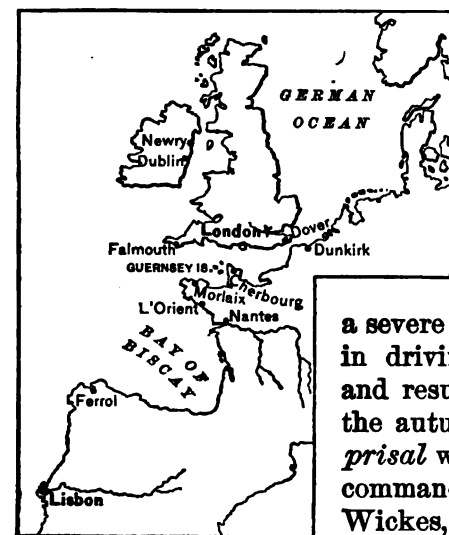 GERMAN
OCEAN
Newry
Dublin
London
Dover
Falmouth
Dunkirk
GUERNSEY IS.
Cherbourg
Morlaix
L'Orient
Nantes
BAY OF
BISCAY
Ferrol
Lisbon
a severe
in drivin
and resu
the autu
prisal w
comman
Wickes,